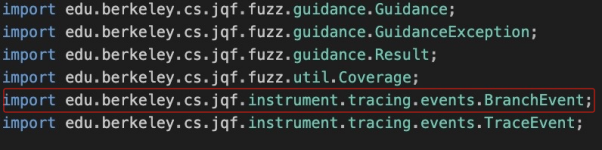 import edu.berkeley.cs.jqf.fuzz.guidance.Guidance;
import edu.berkeley.cs.jqf.fuzz.guidance.GuidanceException;
import edu.berkeley.cs.jqf.fuzz.guidance.Result;
import edu.berkeley.cs.jqf.fuzz.util.Coverage;
import edu.berkeley.cs.jqf.instrument.tracing.events.BranchEvent;
import edu.berkeley.cs.jqf.instrument.tracing.events.TraceEvent;